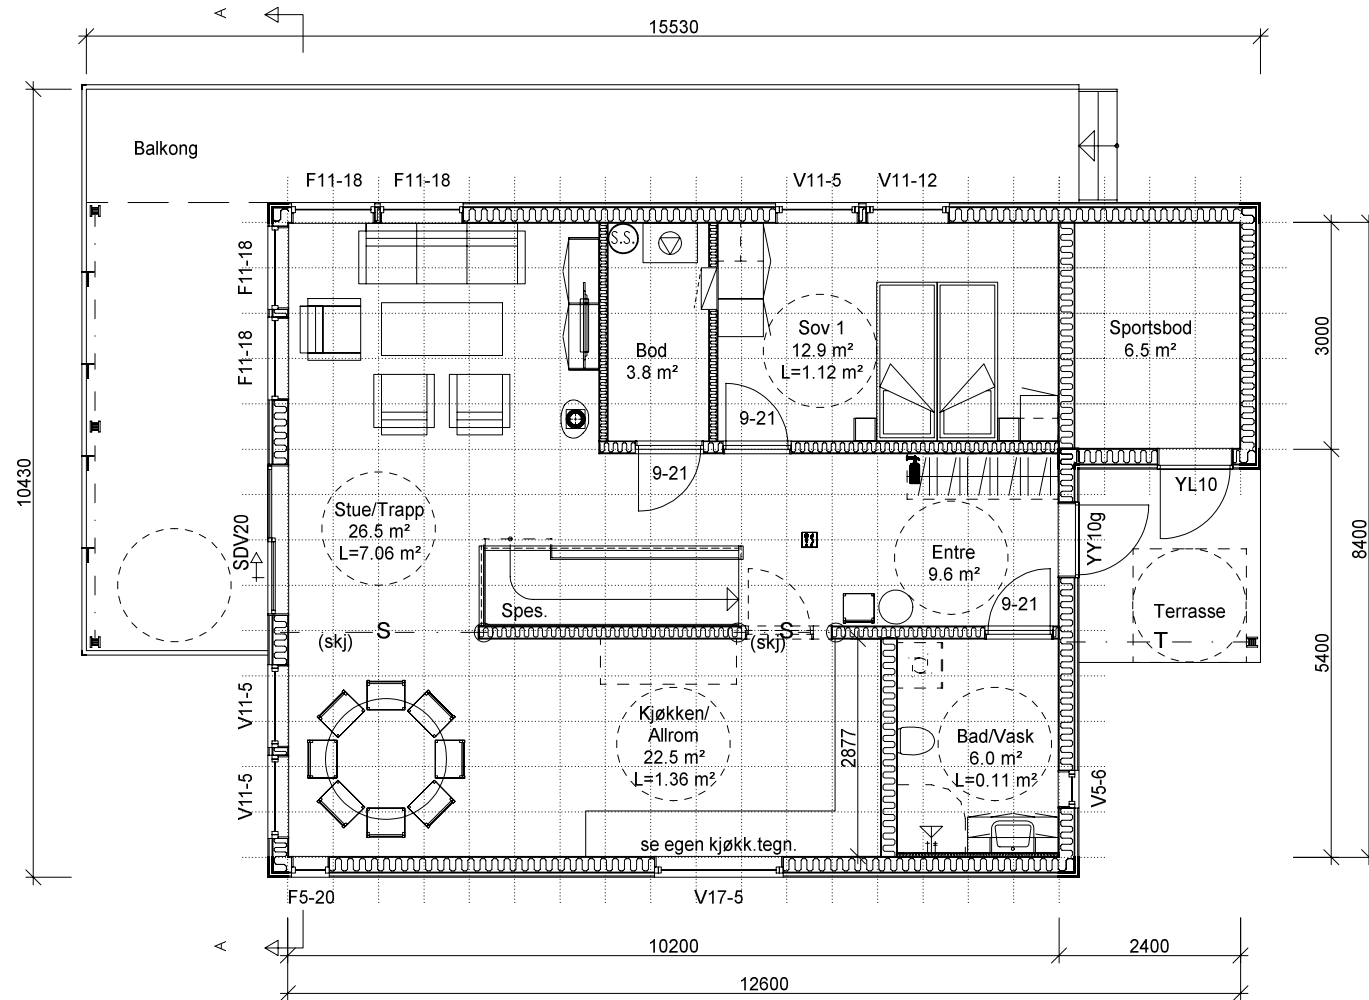 A
15530
Balkong
F11-18
F11-18
V11-5
V11-12
F11-18
F11-18
S.S.
Bod
3.8 m²
Sov 1
12.9 m²
L=1.12 m²
Sportsbod
6.5 m²
3000
10430
9-21
9-21
YL10
Stue/Trapp
26.5 m²
L=7.06 m²
SDV20
YY10g
8400
Entre
9.6 m²
9-21
Terrasse
T
Spes.
S
(skj)
S
(skj)
5400
V11-5
V11-5
Kjøkken/
Allrom
22.5 m²
L=1.36 m²
2877
Bad/Vask
6.0 m²
L=0.11 m²
V5-6
se egen kjøkk.tegn.
F5-20
V17-5
A
10200
2400
12600